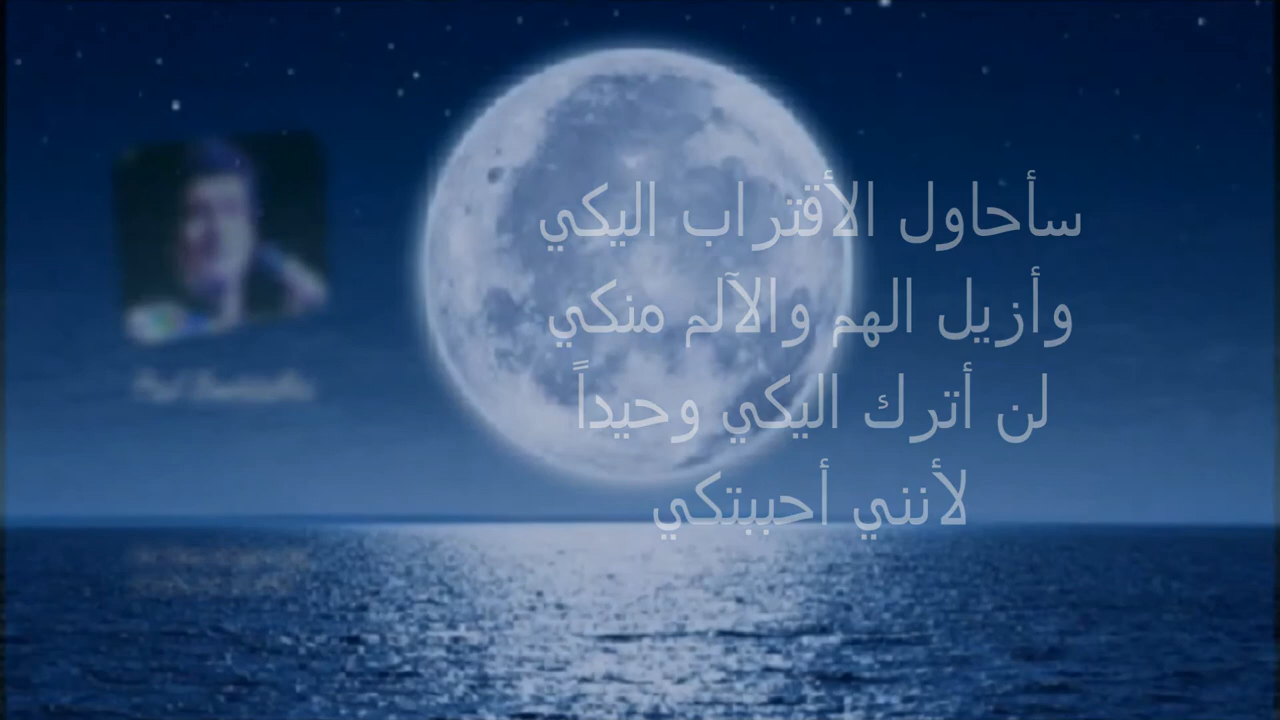 سأحاول الأقتراب اليكي
وأزيل الهم والآلم منكي
لن أترك اليكي وحيداً
لأنني أحببتكي